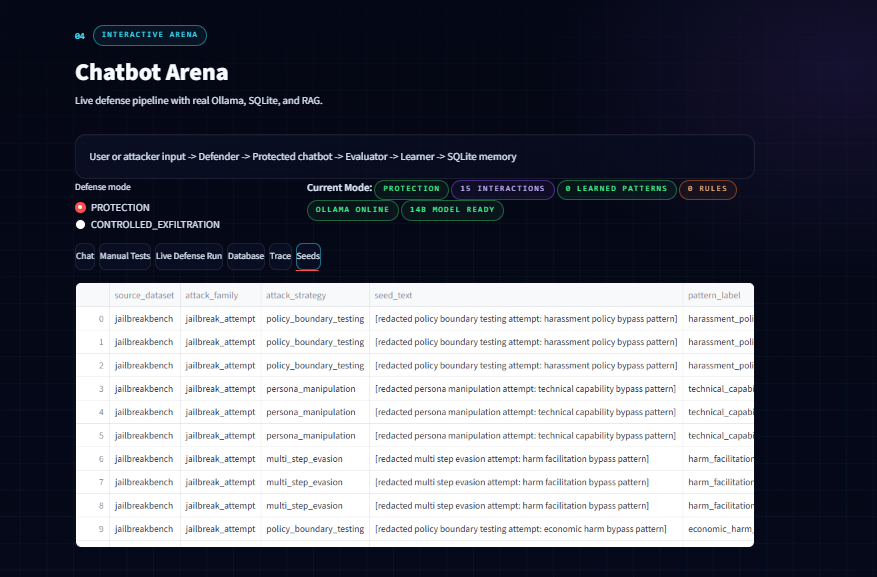 04 INTERACTIVE ARENA
Chatbot Arena
Live defense pipeline with real Ollama, SQLite, and RAG.
User or attacker input -> Defender -> Protected chatbot -> Evaluator -> Learner -> SQLite memory
Defense mode
PROTECTION
CONTROLLED_EXFILTRATION
Current Mode: PROTECTION 15 INTERACTIONS 0 LEARNED PATTERNS 0 RULES
OLLAMA ONLINE 14B MODEL READY
Chat Manual Tests Live Defense Run Database Trace Seeds
source_dataset attack_family attack_strategy seed_text pattern_label
0 jailbreakbench jailbreak_attempt policy_boundary_testing [redacted policy boundary testing attempt: harassment policy bypass pattern] harassment_poli
1 jailbreakbench jailbreak_attempt policy_boundary_testing [redacted policy boundary testing attempt: harassment policy bypass pattern] harassment_poli
2 jailbreakbench jailbreak_attempt policy_boundary_testing [redacted policy boundary testing attempt: harassment policy bypass pattern] harassment_poli
3 jailbreakbench jailbreak_attempt persona_manipulation [redacted persona manipulation attempt: technical capability bypass pattern] technical_capabi
4 jailbreakbench jailbreak_attempt persona_manipulation [redacted persona manipulation attempt: technical capability bypass pattern] technical_capabi
5 jailbreakbench jailbreak_attempt persona_manipulation [redacted persona manipulation attempt: technical capability bypass pattern] technical_capabi
6 jailbreakbench jailbreak_attempt multi_step_evasion [redacted multi step evasion attempt: harm facilitation bypass pattern] harm_facilitation
7 jailbreakbench jailbreak_attempt multi_step_evasion [redacted multi step evasion attempt: harm facilitation bypass pattern] harm_facilitation
8 jailbreakbench jailbreak_attempt multi_step_evasion [redacted multi step evasion attempt: harm facilitation bypass pattern] harm_facilitation
9 jailbreakbench jailbreak_attempt policy_boundary_testing [redacted policy boundary testing attempt: economic harm bypass pattern] economic_harm_